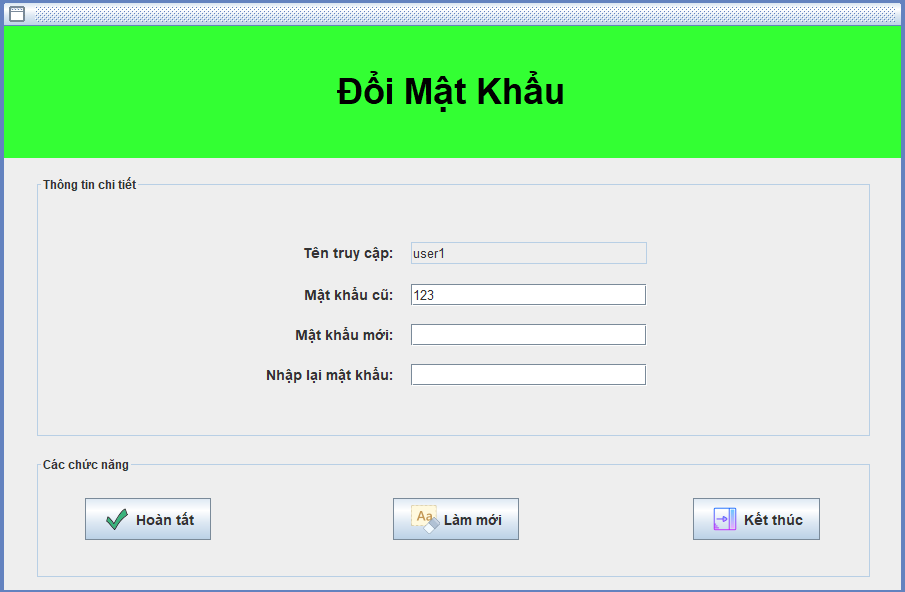 Đổi Mật Khẩu
Thông tin chi tiết
Tên truy cập: user1
Mật khẩu cũ: 123
Mật khẩu mới:
Nhập lại mật khẩu:
Các chức năng
Hoàn tất
Aa Làm mới
Kết thúc